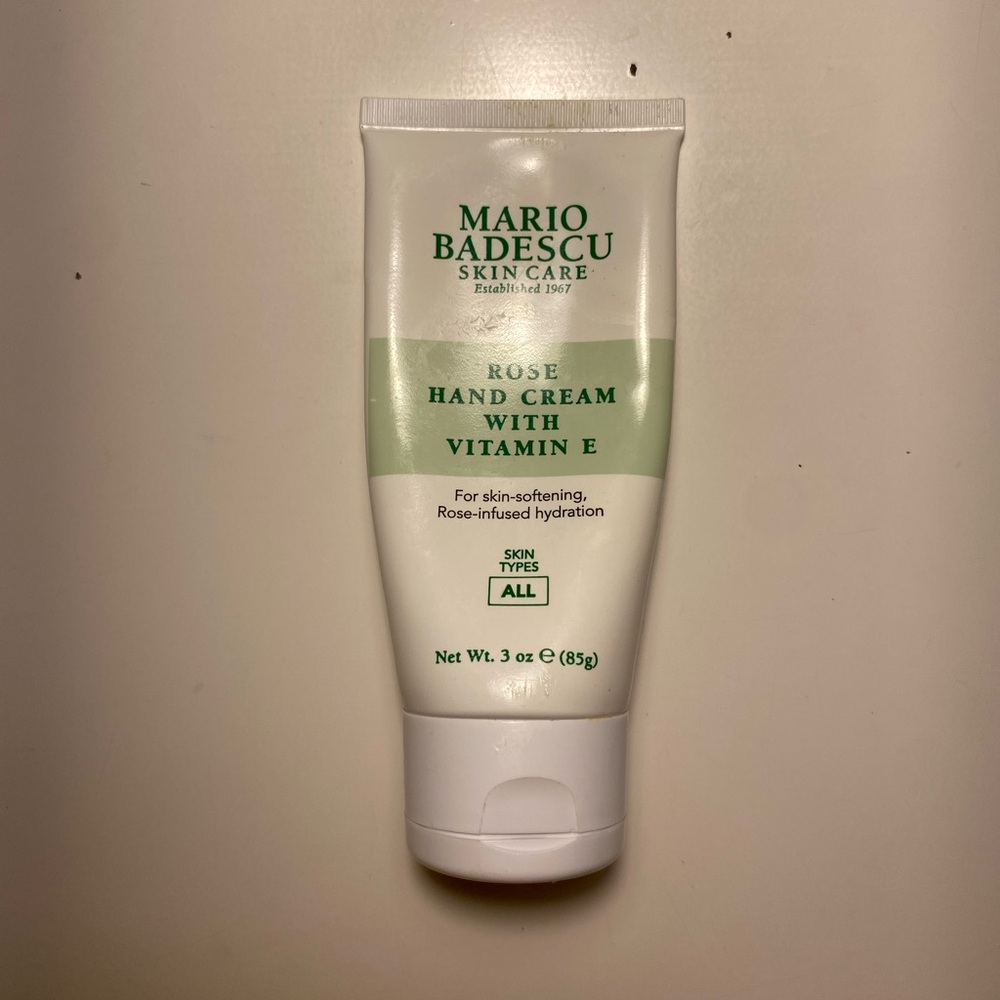 MARIO
BADESCU
SKIN CARE
Established 1967
ROSE
HAND CREAM
WITH
VITAMIN E
For skin-softening,
Rose-infused hydration
SKIN
TYPES
ALL
Net Wt. 3 oz ℮ (85g)